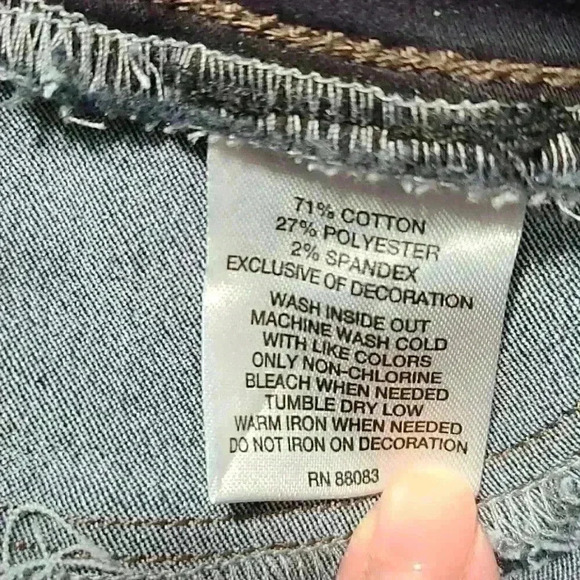 71% COTTON
27% POLYESTER
2% SPANDEX
EXCLUSIVE OF DECORATION
WASH INSIDE OUT
MACHINE WASH COLD
WITH LIKE COLORS
ONLY NON-CHLORINE
BLEACH WHEN NEEDED
TUMBLE DRY LOW
WARM IRON WHEN NEEDED
DO NOT IRON ON DECORATION
RN 88083